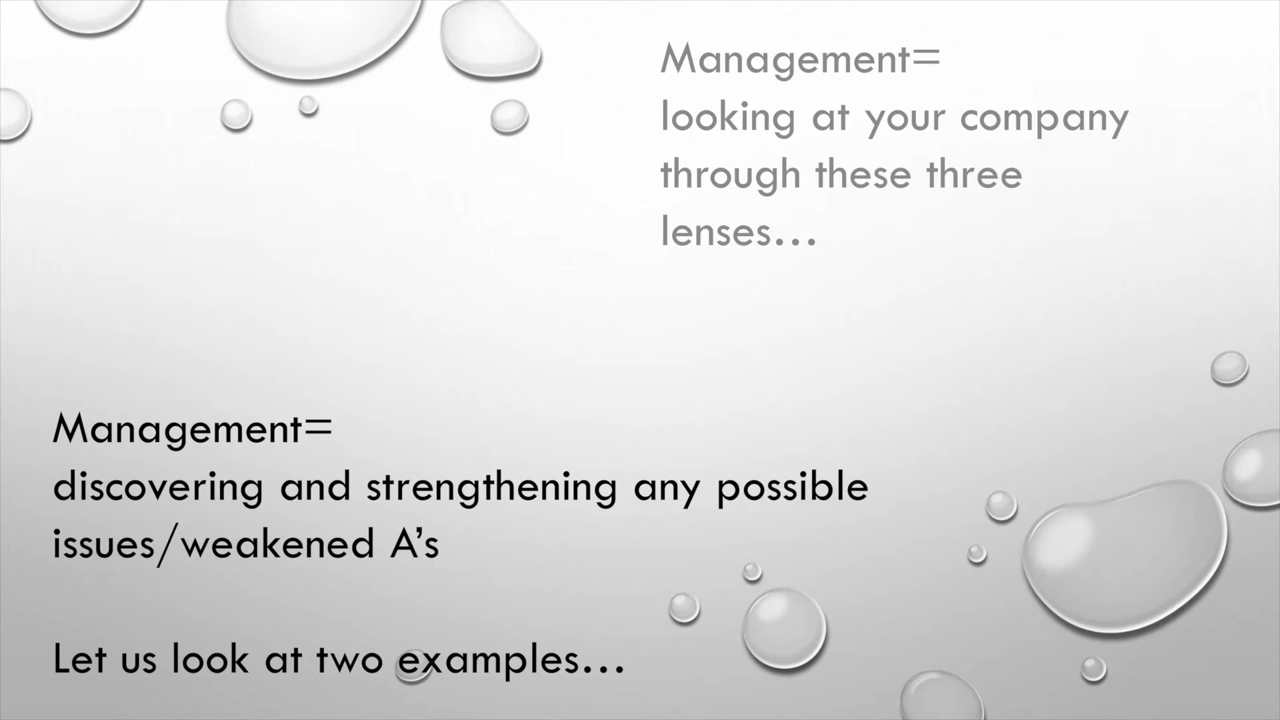 Management=
looking at your company
through these three
lenses…
Management=
discovering and strengthening any possible
issues/weakened A’s
Let us look at two examples…